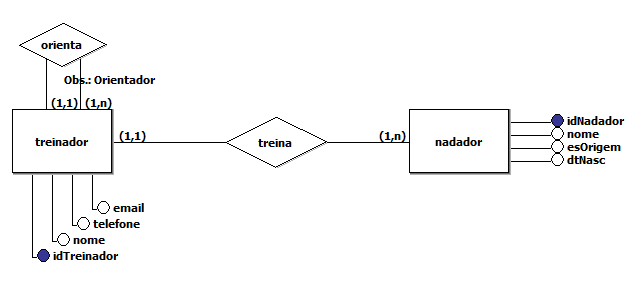 orienta
Obs.: Orientador
(1,1)
(1,n)
treinador
(1,1)
treina
(1,n)
nadador
idNadador
nome
esOrigem
dtNasc
email
telefone
nome
idTreinador